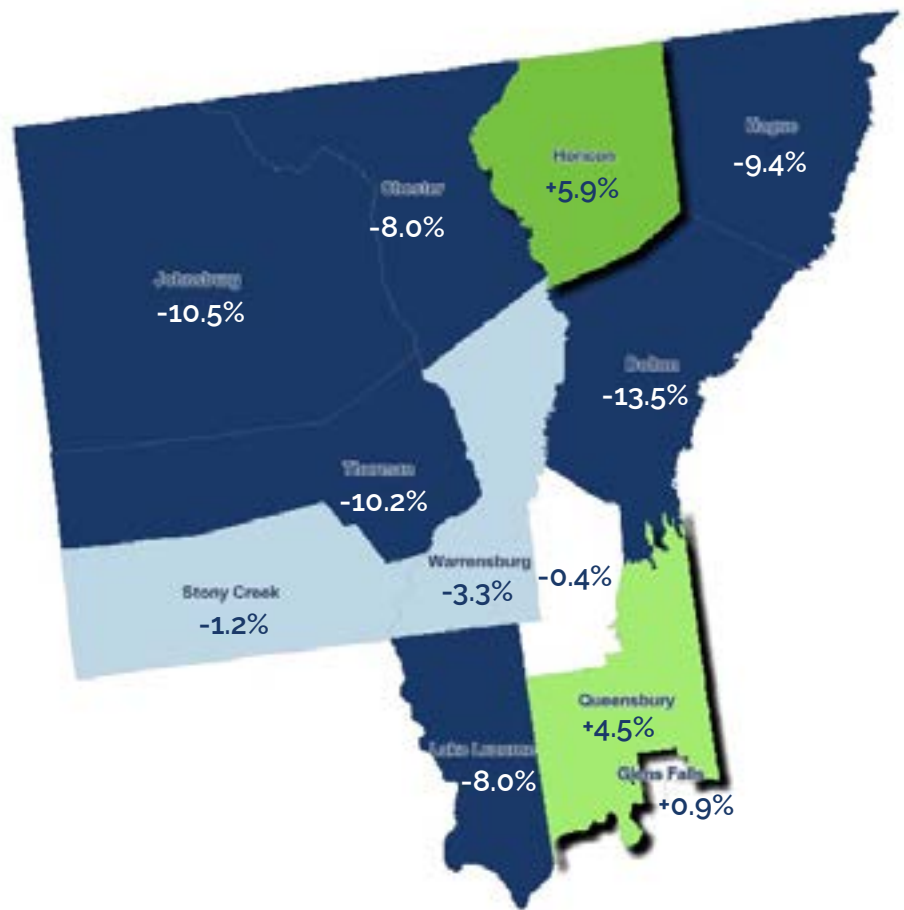 Hague
-9.4%
Horicon
+5.9%
Chester
-8.0%
Johnsburg
-10.5%
Bolton
-13.5%
Thurman
-10.2%
Warrensburg
-3.3%
-0.4%
Stony Creek
-1.2%
Queensbury
+4.5%
Lake Luzerne
-8.0%
Glens Falls
+0.9%